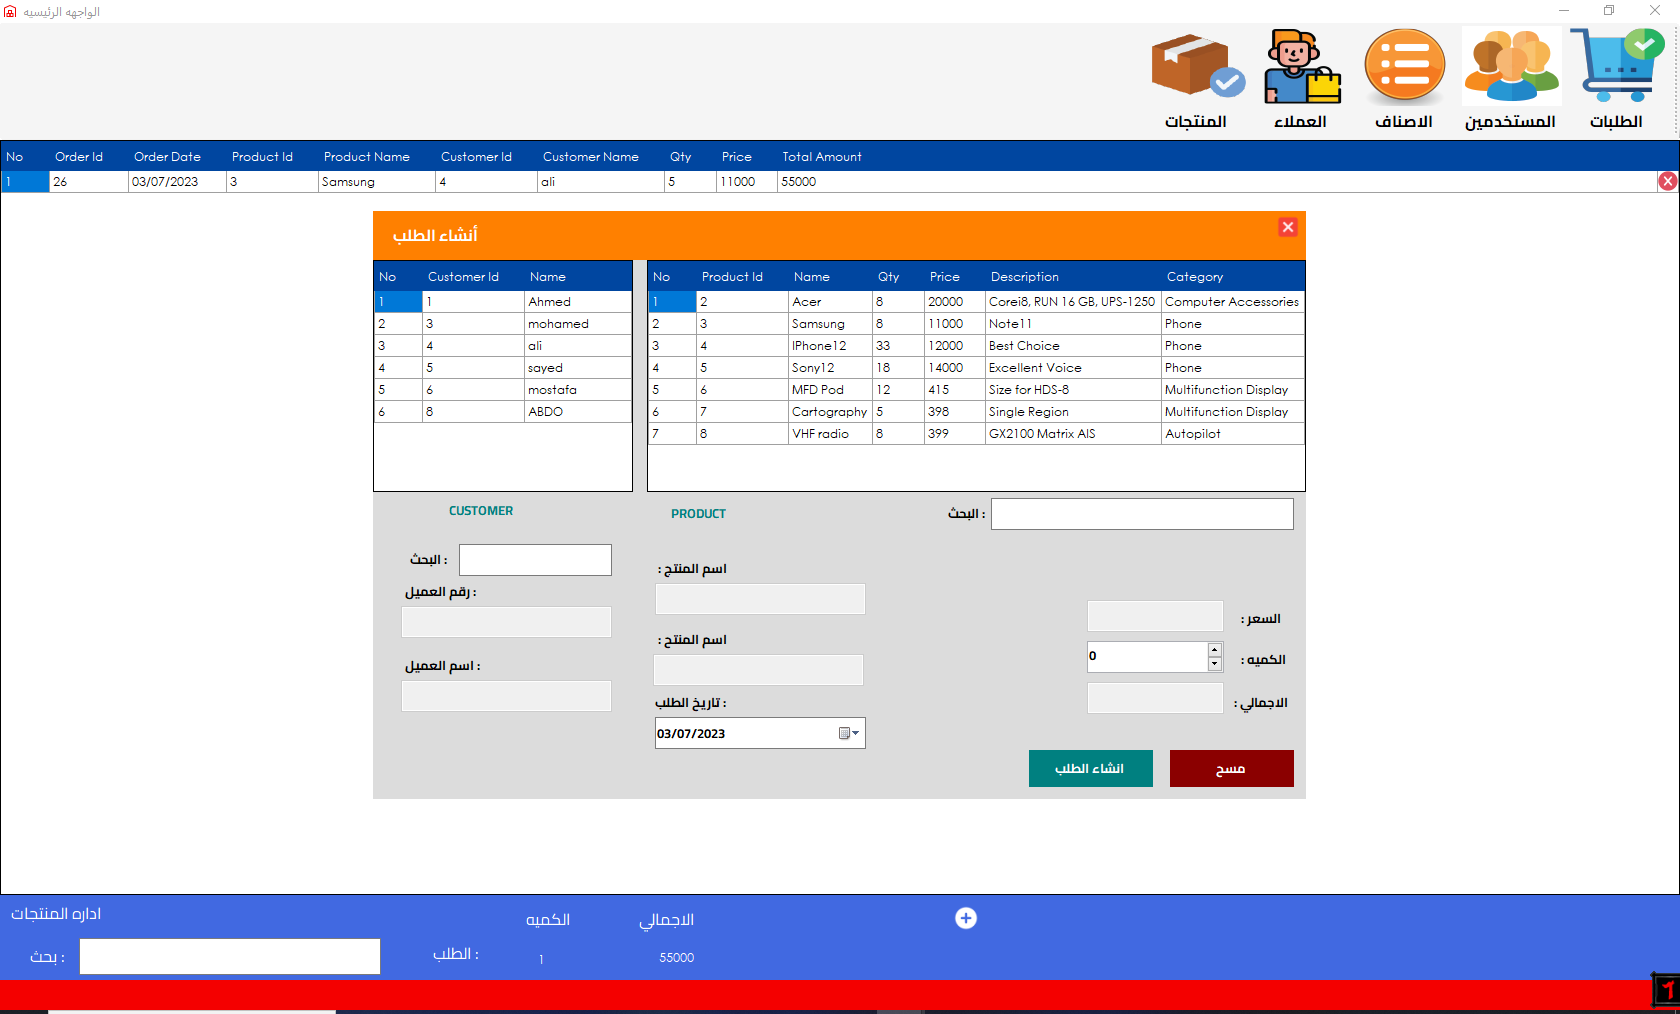 الواجهه الرئيسيه
المنتجات العملاء الاصناف المستخدمين الطلبات
No Order Id Order Date Product Id Product Name Customer Id Customer Name Qty Price Total Amount
1 26 03/07/2023 3 Samsung 4 ali 5 11000 55000
أنشاء الطلب
No Customer Id Name
1 1 Ahmed
2 3 mohamed
3 4 ali
4 5 sayed
5 6 mostafa
6 8 ABDO
No Product Id Name Qty Price Description Category
1 2 Acer 8 20000 Corei8, RUN 16 GB, UPS-1250 Computer Accessories
2 3 Samsung 8 11000 Note11 Phone
3 4 IPhone12 33 12000 Best Choice Phone
4 5 Sony12 18 14000 Excellent Voice Phone
5 6 MFD Pod 12 415 Size for HDS-8 Multifunction Display
6 7 Cartography 5 398 Single Region Multifunction Display
7 8 VHF radio 8 399 GX2100 Matrix AIS Autopilot
CUSTOMER
البحث :
رقم العميل :
اسم العميل :
PRODUCT
البحث :
اسم المنتج :
اسم المنتج :
تاريخ الطلب :
03/07/2023
السعر :
الكميه :
0
الاجمالي :
انشاء الطلب
مسح
اداره المنتجات
بحث :
الطلب :
الكميه
1
الاجمالي
55000